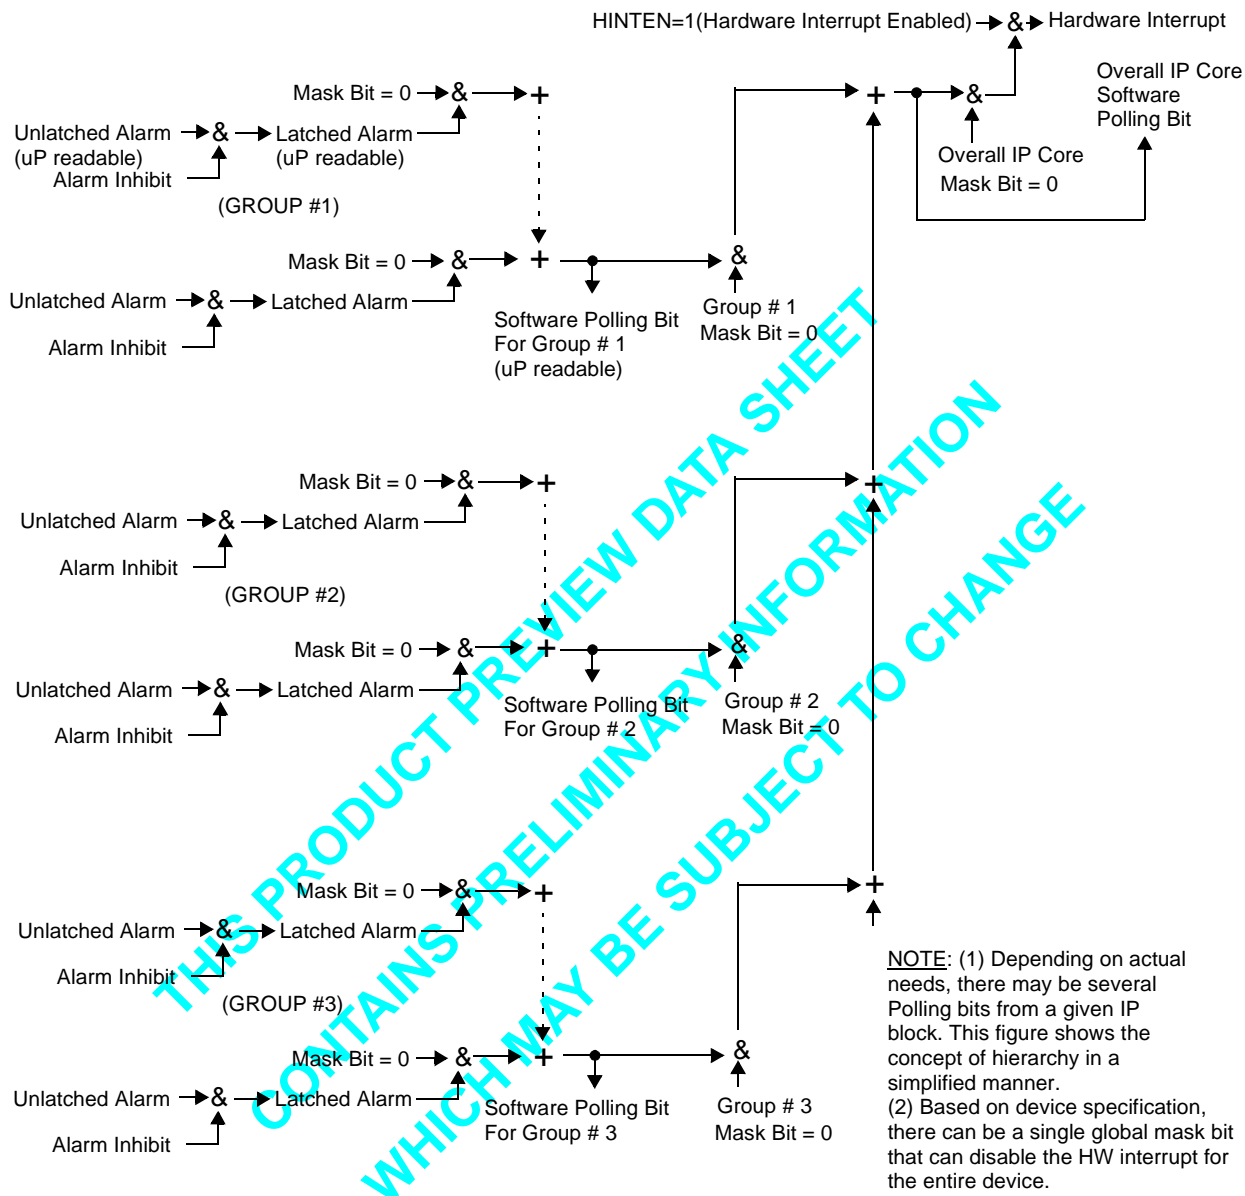 HINTEN=1(Hardware Interrupt Enabled) & Hardware Interrupt
Mask Bit = 0 & +
+ &
Overall IP Core
Software
Polling Bit
Unlatched Alarm & Latched Alarm
(uP readable) (uP readable)
Alarm Inhibit
Overall IP Core
Mask Bit = 0
(GROUP #1)
Mask Bit = 0 & + &
Unlatched Alarm & Latched Alarm
Alarm Inhibit
Software Polling Bit
For Group # 1
(uP readable)
Group # 1
Mask Bit = 0
Mask Bit = 0 & + +
Unlatched Alarm & Latched Alarm
Alarm Inhibit
(GROUP #2)
Mask Bit = 0 & + &
Unlatched Alarm & Latched Alarm
Alarm Inhibit
Software Polling Bit
For Group # 2
Group # 2
Mask Bit = 0
Mask Bit = 0 & + +
Unlatched Alarm & Latched Alarm
Alarm Inhibit
(GROUP #3)
Mask Bit = 0 & + &
Unlatched Alarm & Latched Alarm
Alarm Inhibit
Software Polling Bit
For Group # 3
Group # 3
Mask Bit = 0
NOTE: (1) Depending on actual
needs, there may be several
Polling bits from a given IP
block. This figure shows the
concept of hierarchy in a
simplified manner.
(2) Based on device specification,
there can be a single global mask bit
that can disable the HW interrupt for
the entire device.
THIS PRODUCT PREVIEW DATA SHEET
CONTAINS PRELIMINARY INFORMATION
WHICH MAY BE SUBJECT TO CHANGE